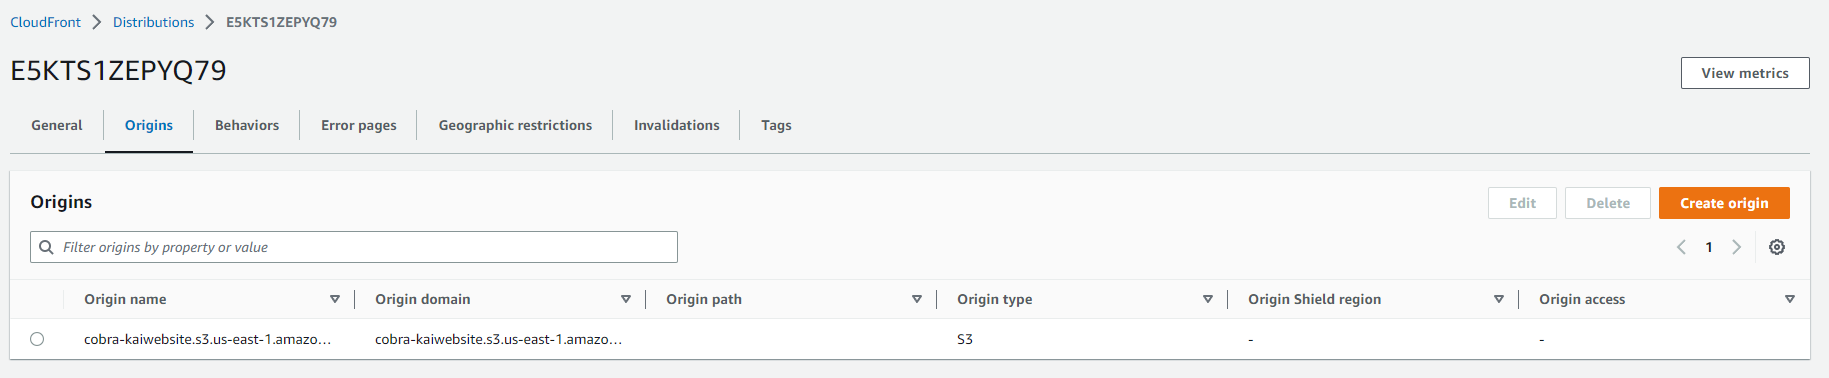 CloudFront > Distributions > E5KTS1ZEPYQ79
E5KTS1ZEPYQ79
View metrics
General Origins Behaviors Error pages Geographic restrictions Invalidations Tags
Origins
Edit Delete Create origin
Filter origins by property or value
< 1 >
Origin name Origin domain Origin path Origin type Origin Shield region Origin access
cobra-kaiwebsite.s3.us-east-1.amazo... cobra-kaiwebsite.s3.us-east-1.amazo... S3 - -